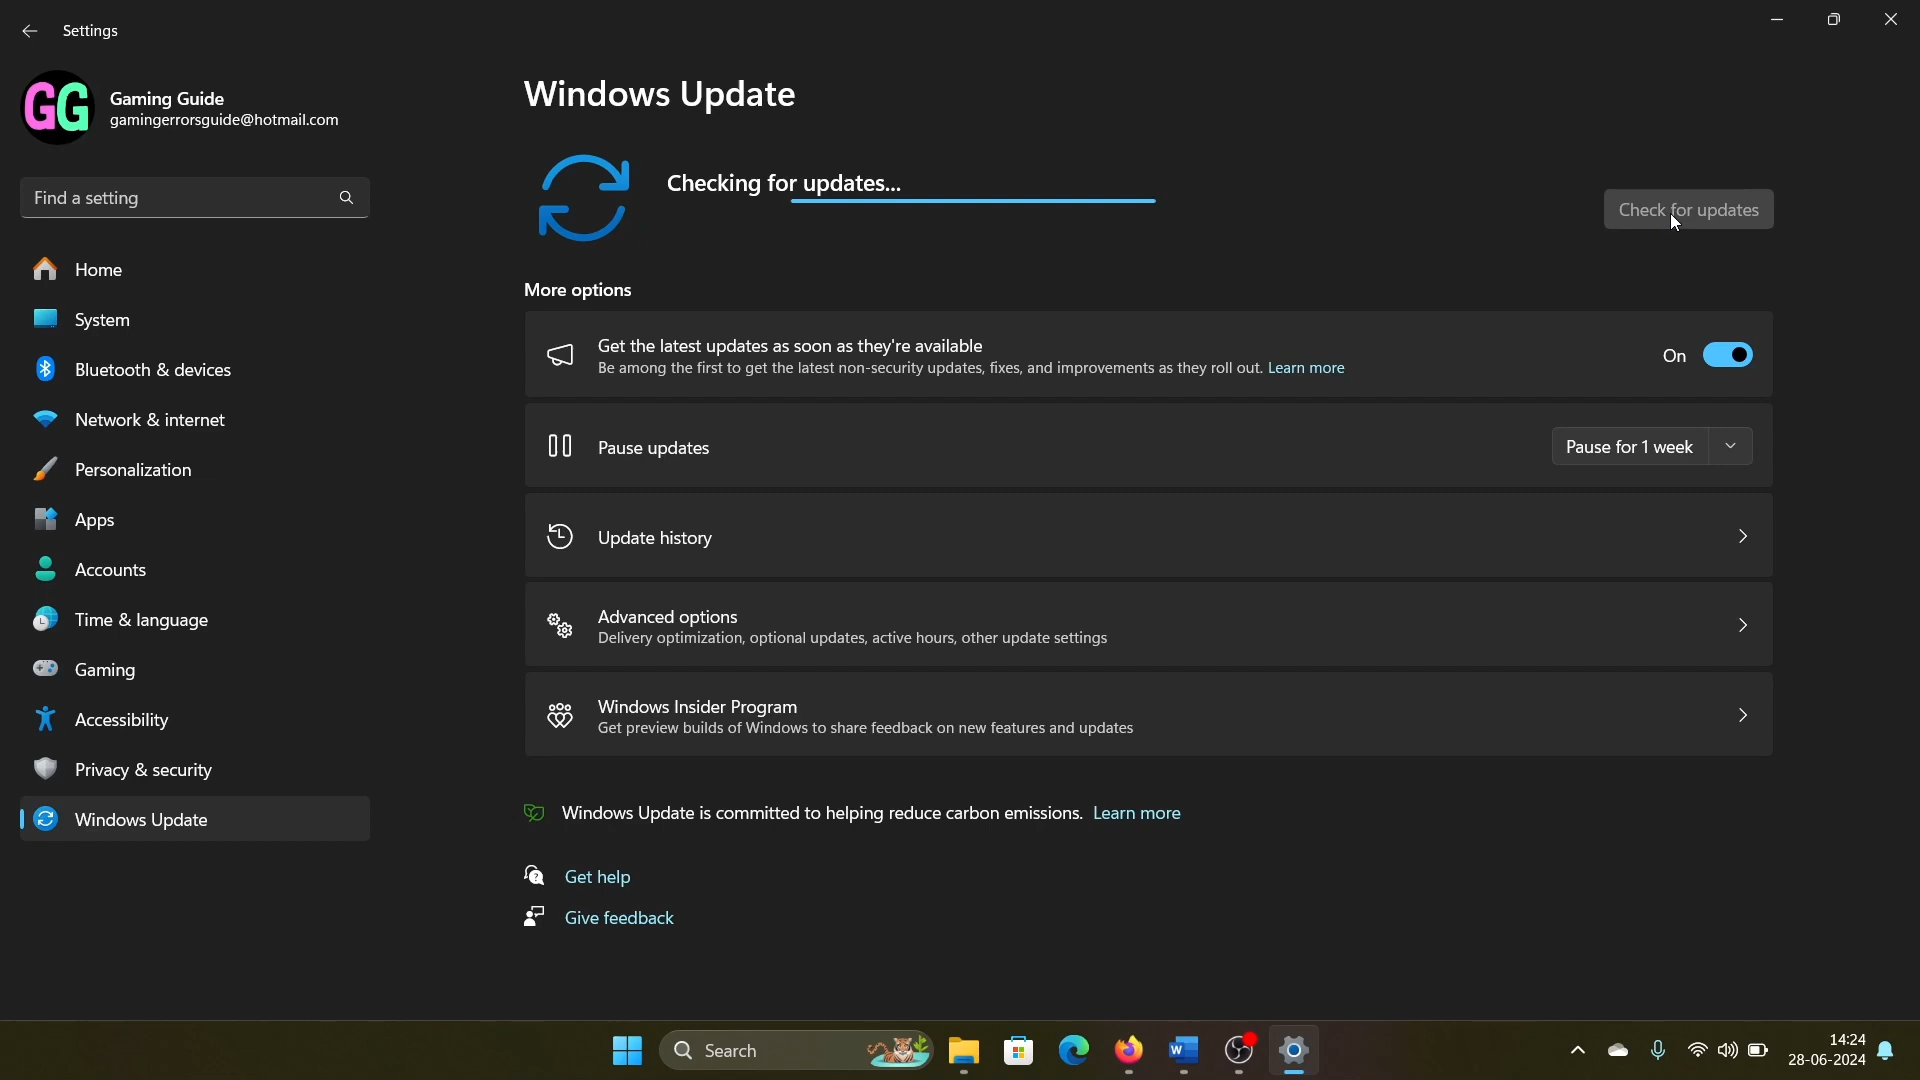 Settings
GG
Gaming Guide
gamingerrorsguide@hotmail.com
Find a setting
Home
System
Bluetooth & devices
Network & internet
Personalization
Apps
Accounts
Time & language
Gaming
Accessibility
Privacy & security
Windows Update
Windows Update
Checking for updates...
Check for updates
More options
Get the latest updates as soon as they're available
Be among the first to get the latest non-security updates, fixes, and improvements as they roll out. Learn more
On
Pause updates
Pause for 1 week
Update history
Advanced options
Delivery optimization, optional updates, active hours, other update settings
Windows Insider Program
Get preview builds of Windows to share feedback on new features and updates
Windows Update is committed to helping reduce carbon emissions. Learn more
Get help
Give feedback
Search
W
14:24
28-06-2024